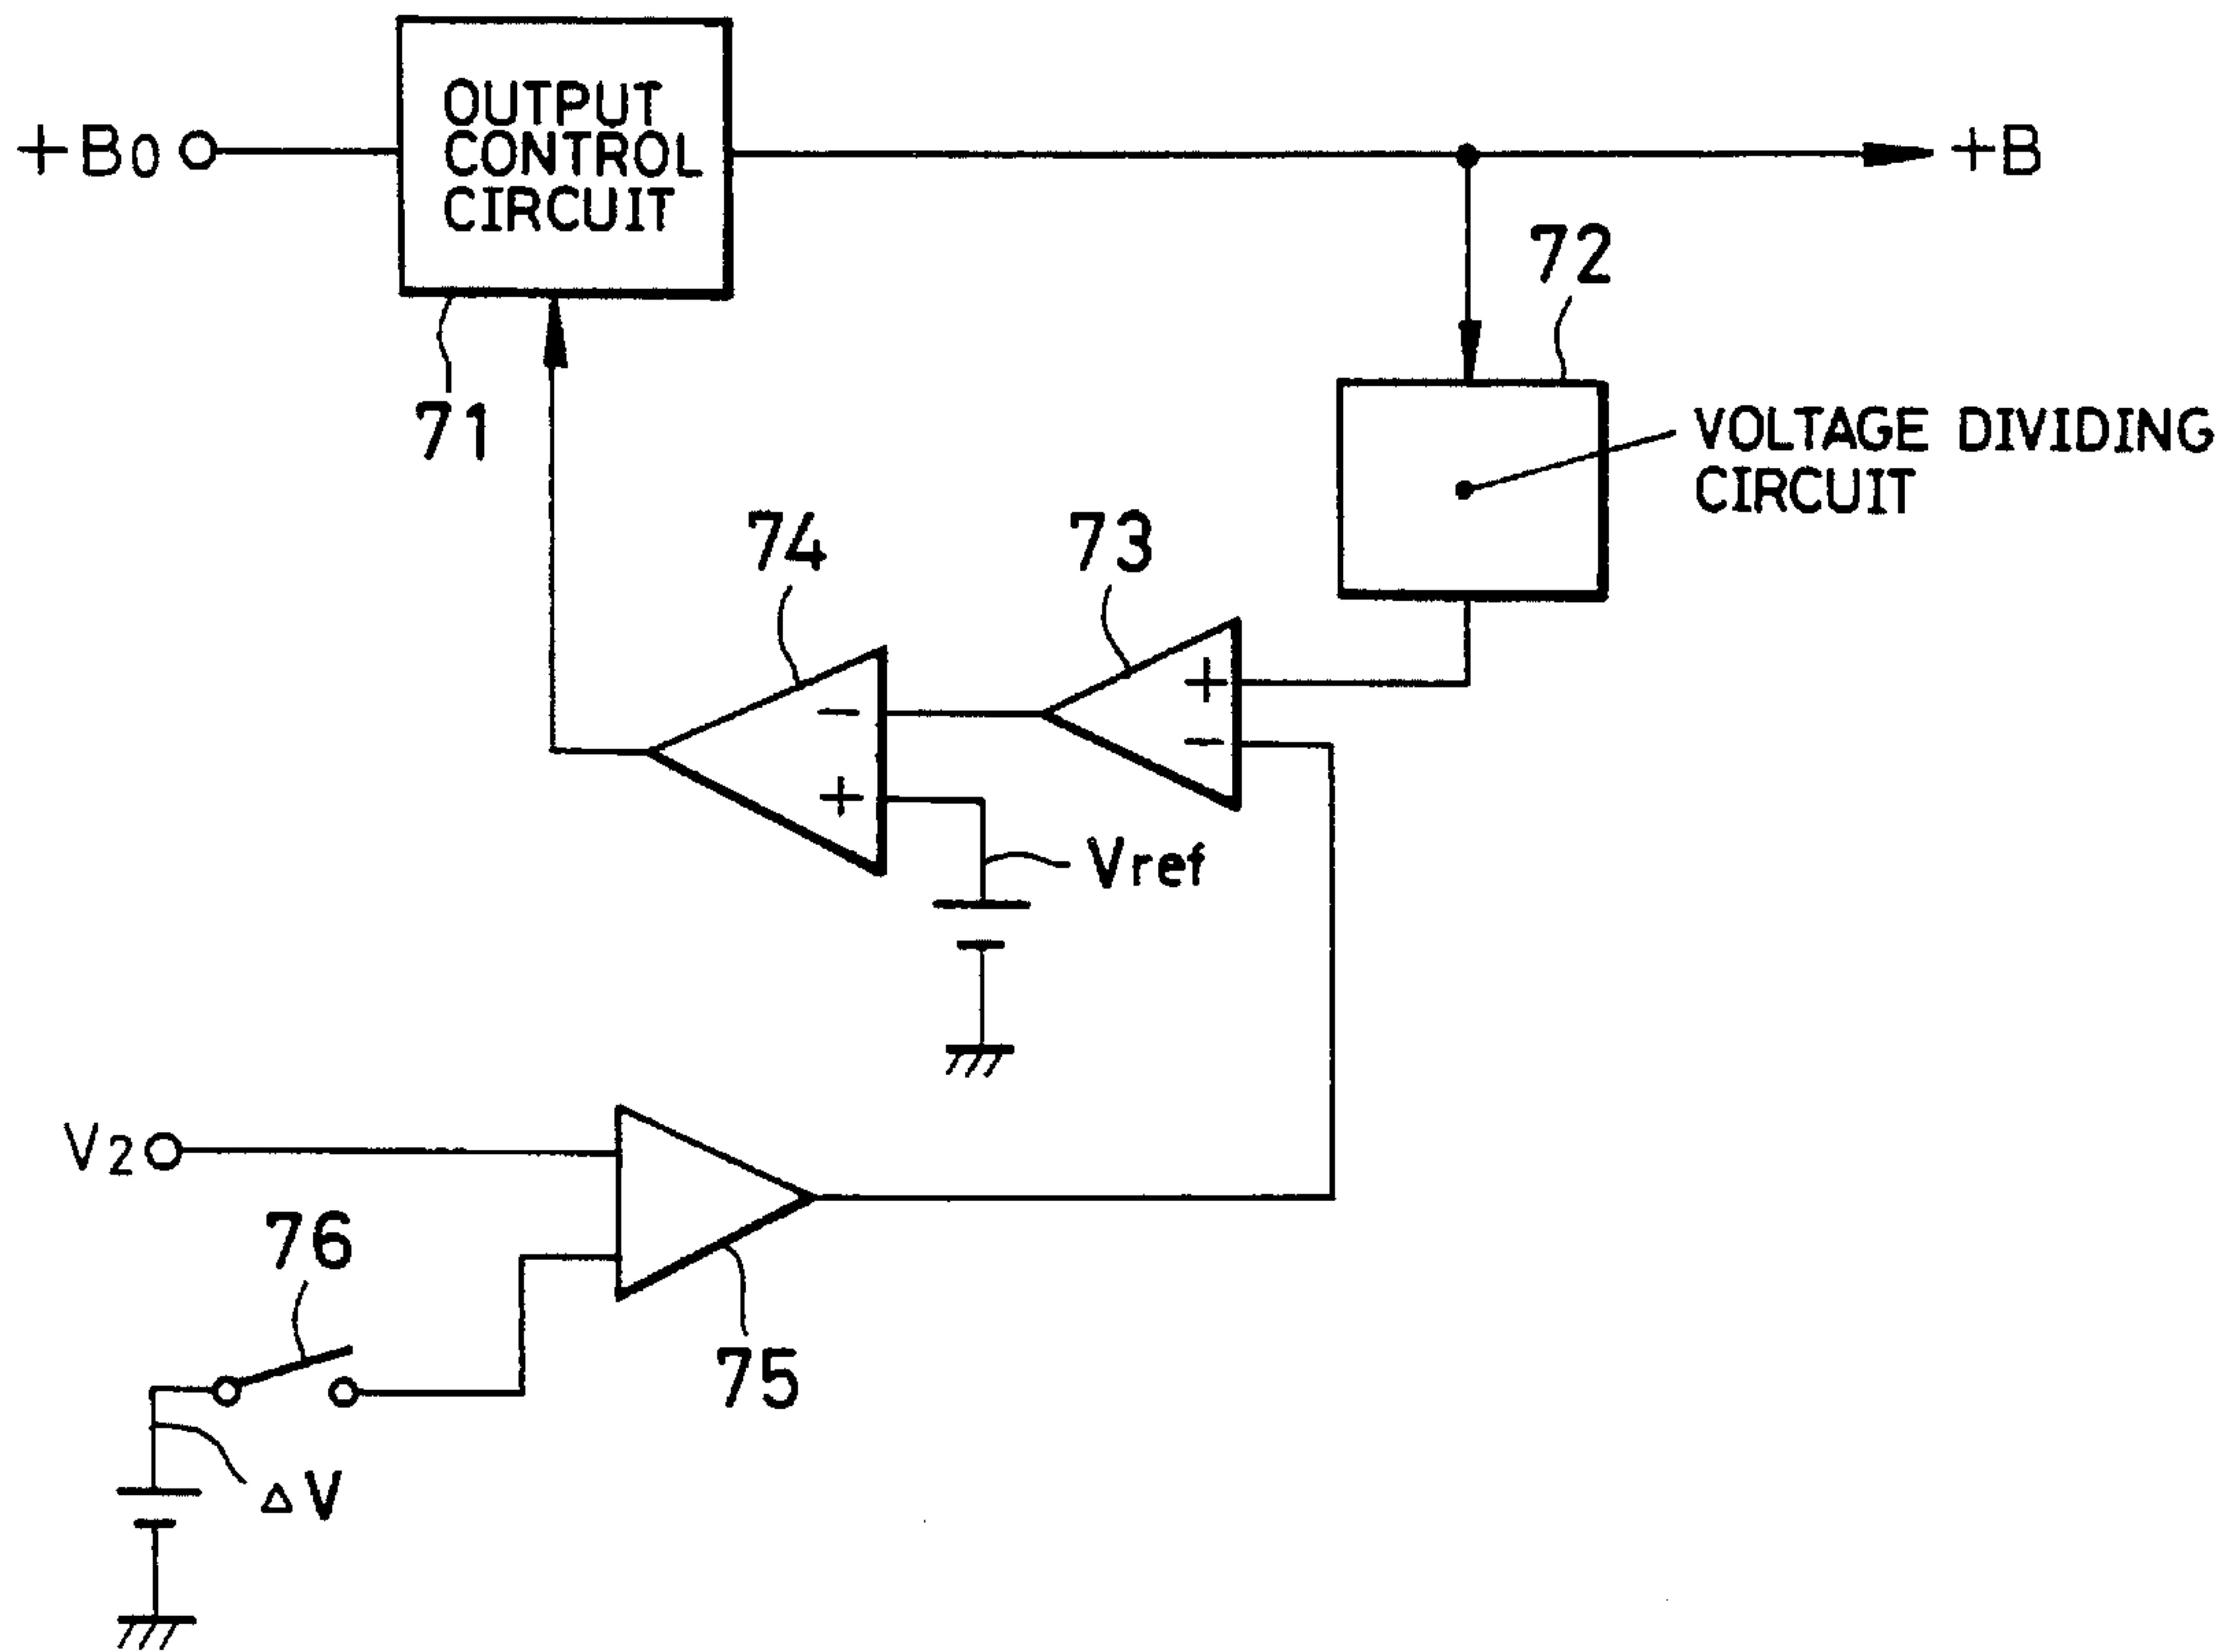 OUTPUT
CONTROL
CIRCUIT
+B0
+B
72
71
VOLTAGE DIVIDING
CIRCUIT
74
73
+
−
−
+
Vref
V2
76
75
ΔV